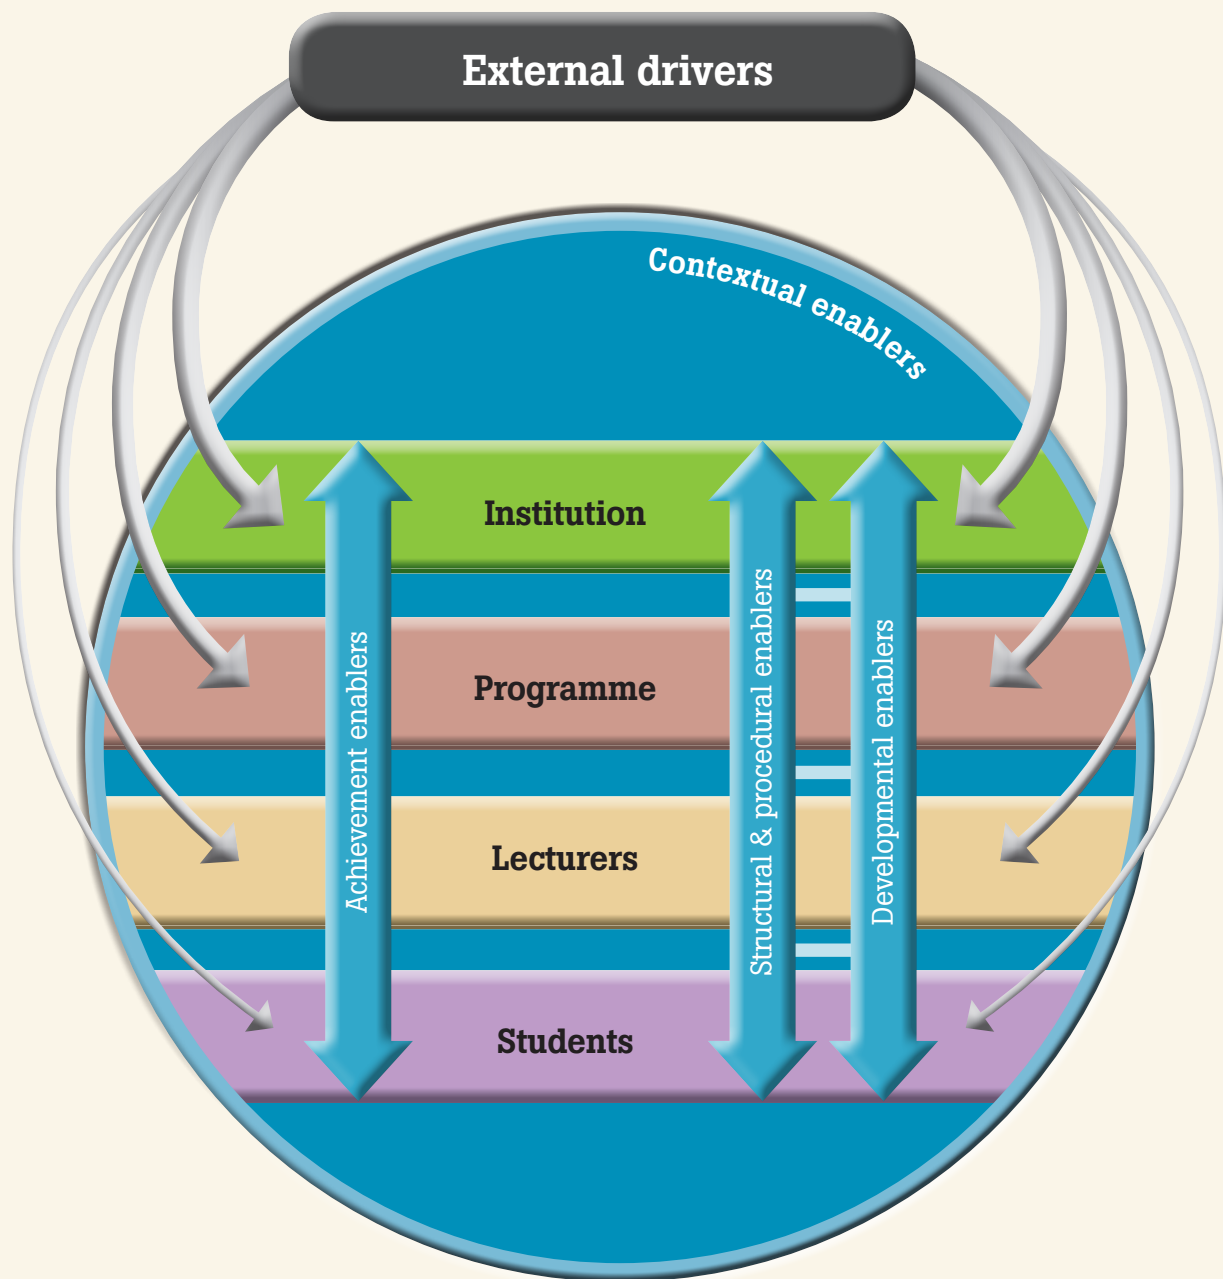 External drivers
Contextual enablers
Institution
Programme
Lecturers
Students
Achievement enablers
Structural & procedural enablers
Developmental enablers